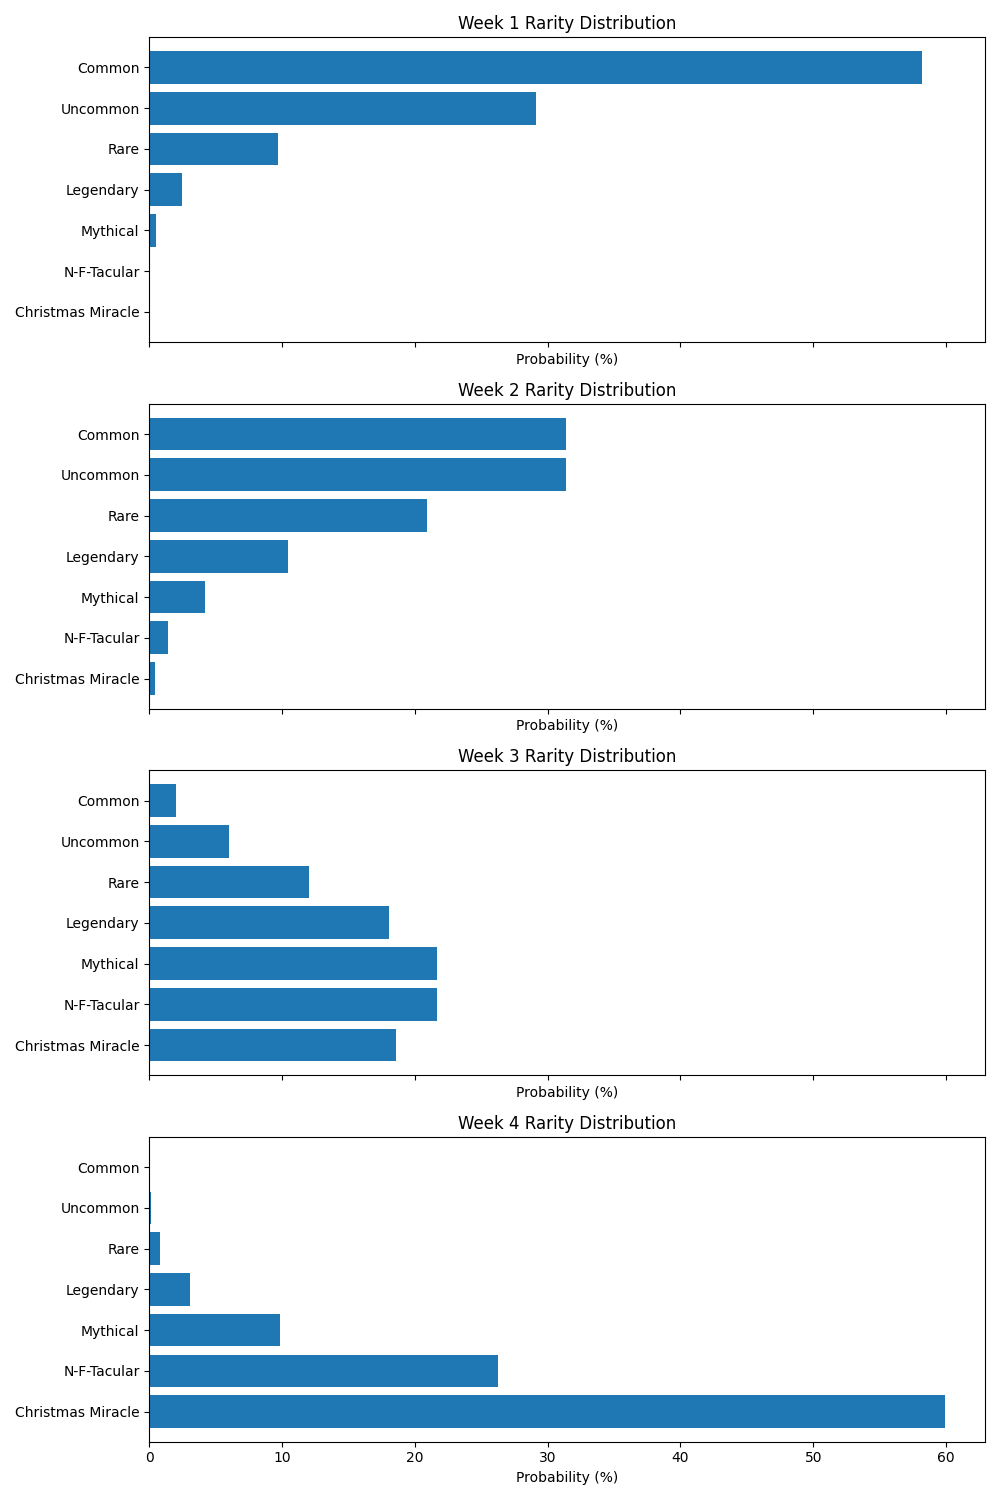 Week 1 Rarity Distribution
Common
Uncommon
Rare
Legendary
Mythical
N-F-Tacular
Christmas Miracle
Probability (%)
Week 2 Rarity Distribution
Common
Uncommon
Rare
Legendary
Mythical
N-F-Tacular
Christmas Miracle
Probability (%)
Week 3 Rarity Distribution
Common
Uncommon
Rare
Legendary
Mythical
N-F-Tacular
Christmas Miracle
Probability (%)
Week 4 Rarity Distribution
Common
Uncommon
Rare
Legendary
Mythical
N-F-Tacular
Christmas Miracle
0 10 20 30 40 50 60
Probability (%)